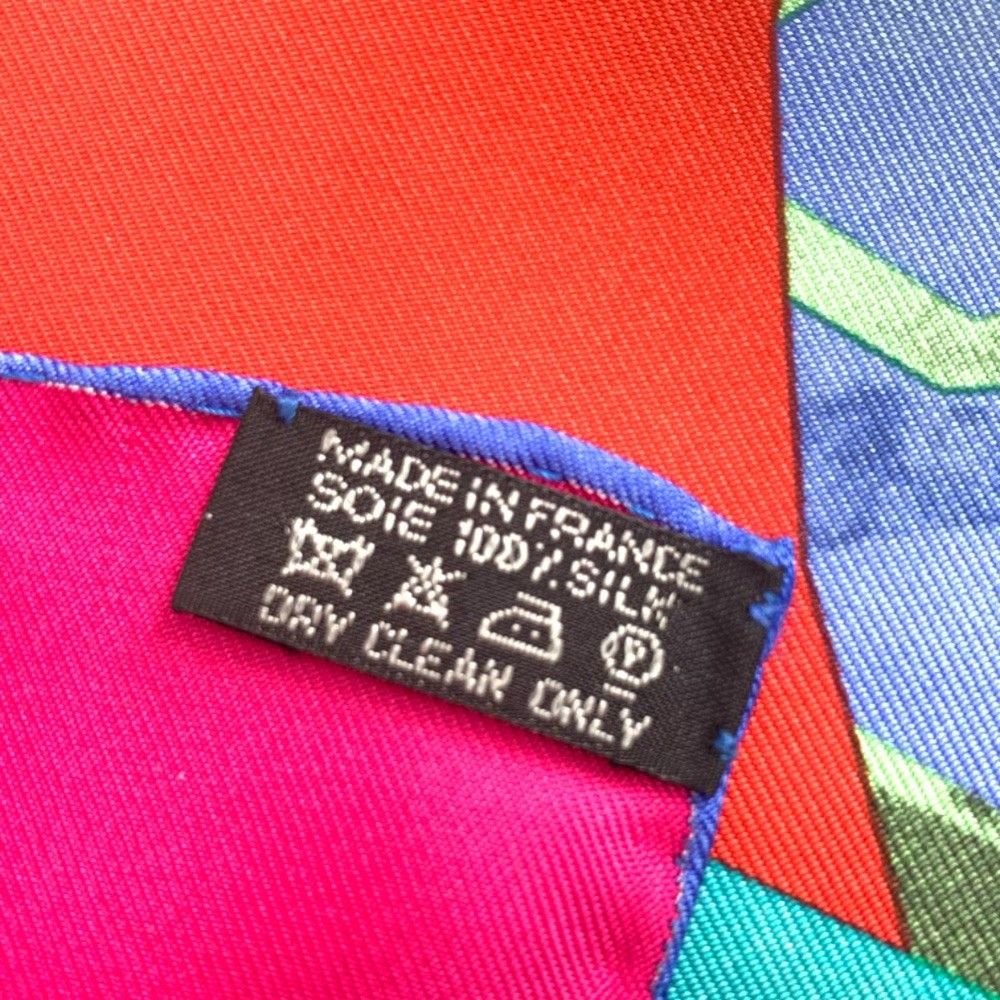 MADE IN FRANCE
SOIE 100% SILK
P
DRY CLEAN ONLY